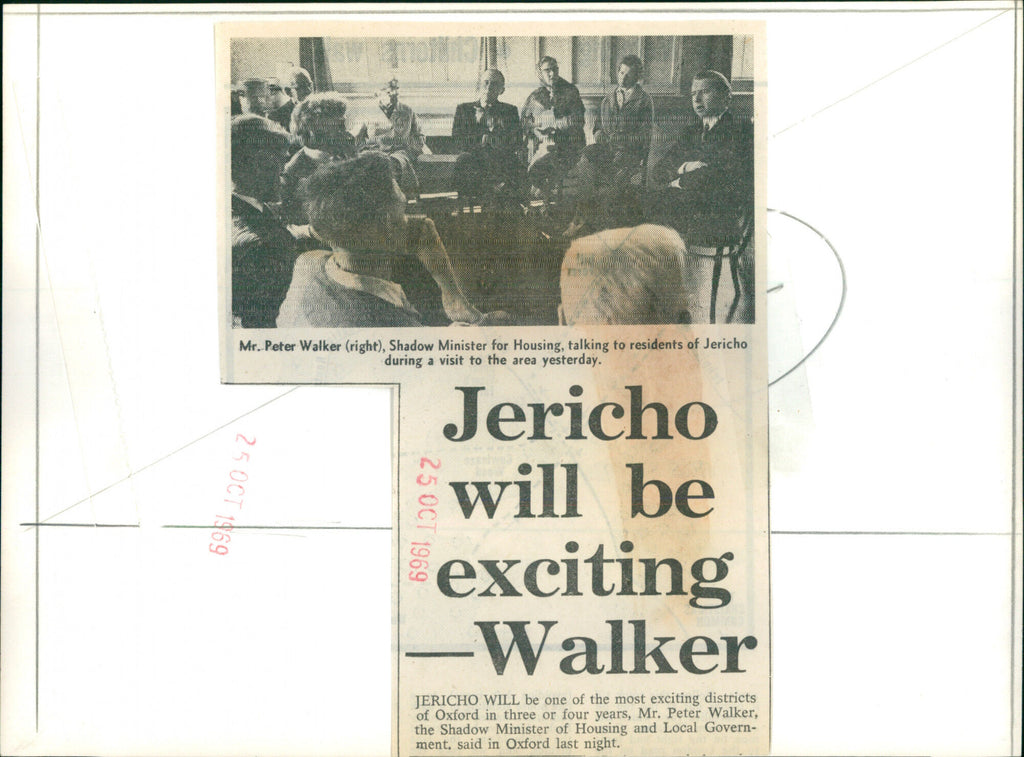 Mr. Peter Walker (right), Shadow Minister for Housing, talking to residents of Jericho
during a visit to the area yesterday.
Jericho
will be
exciting
—Walker
25 OCT 1969
25 OCT 1969
JERICHO WILL be one of the most exciting districts
of Oxford in three or four years, Mr. Peter Walker,
the Shadow Minister of Housing and Local Govern-
ment, said in Oxford last night.